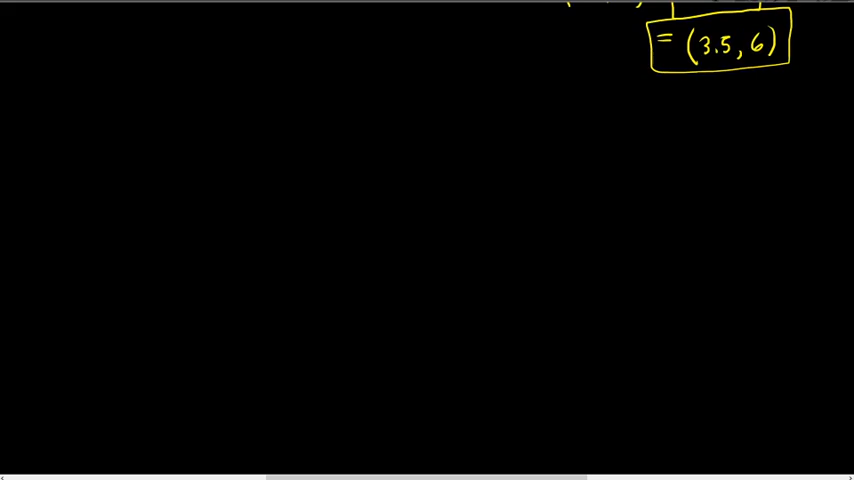 = (3.5, 6)